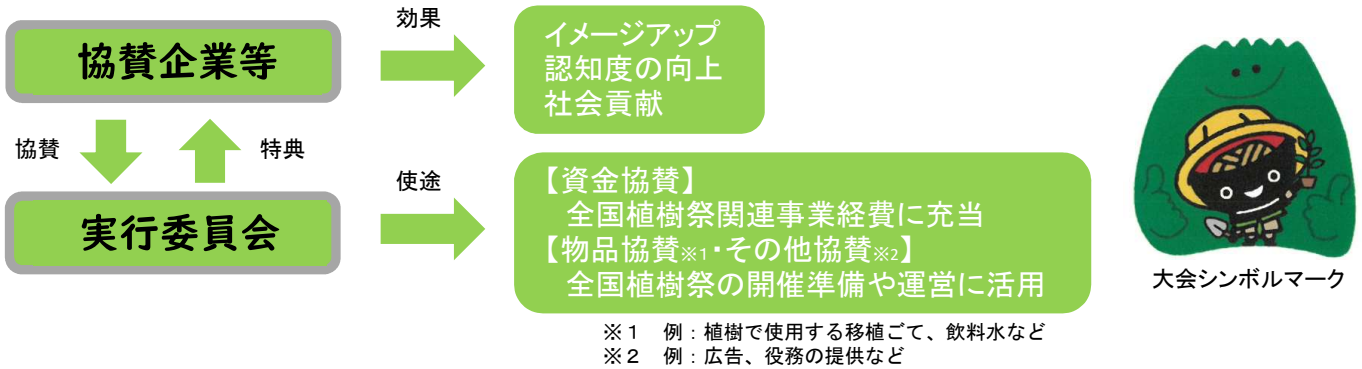 効果
協賛企業等
イメージアップ
認知度の向上
社会貢献
協賛
特典
使途
実行委員会
【資金協賛】
全国植樹祭関連事業経費に充当
【物品協賛※1・その他協賛※2】
全国植樹祭の開催準備や運営に活用
※１　例：植樹で使用する移植ごて、飲料水など
※２　例：広告、役務の提供など
大会シンボルマーク